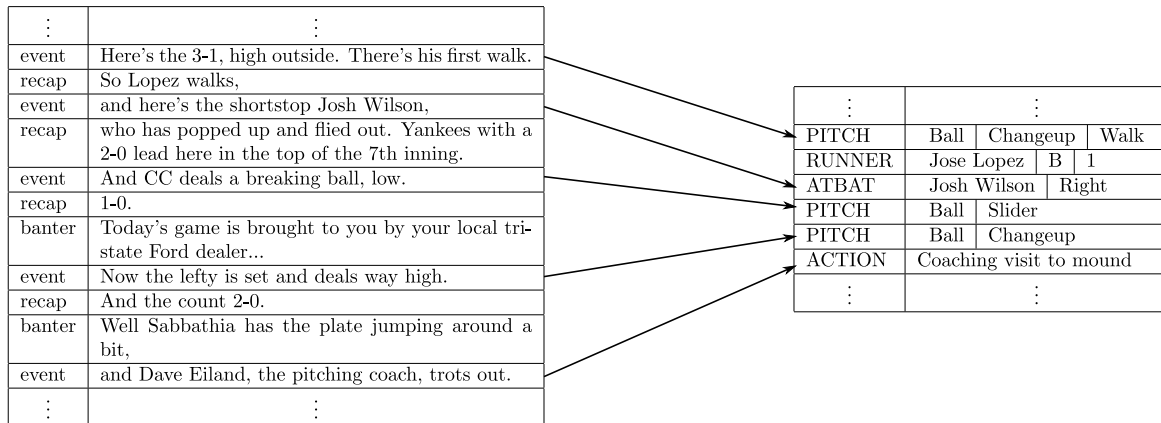 ⋮ ⋮
event Here's the 3-1, high outside. There's his first walk.
recap So Lopez walks,
event and here's the shortstop Josh Wilson,
recap who has popped up and flied out. Yankees with a
2-0 lead here in the top of the 7th inning.
event And CC deals a breaking ball, low.
recap 1-0.
banter Today's game is brought to you by your local tri-
state Ford dealer...
event Now the lefty is set and deals way high.
recap And the count 2-0.
banter Well Sabbathia has the plate jumping around a
bit,
event and Dave Eiland, the pitching coach, trots out.
⋮ ⋮
⋮ ⋮
PITCH Ball Changeup Walk
RUNNER Jose Lopez B 1
ATBAT Josh Wilson Right
PITCH Ball Slider
PITCH Ball Changeup
ACTION Coaching visit to mound
⋮ ⋮